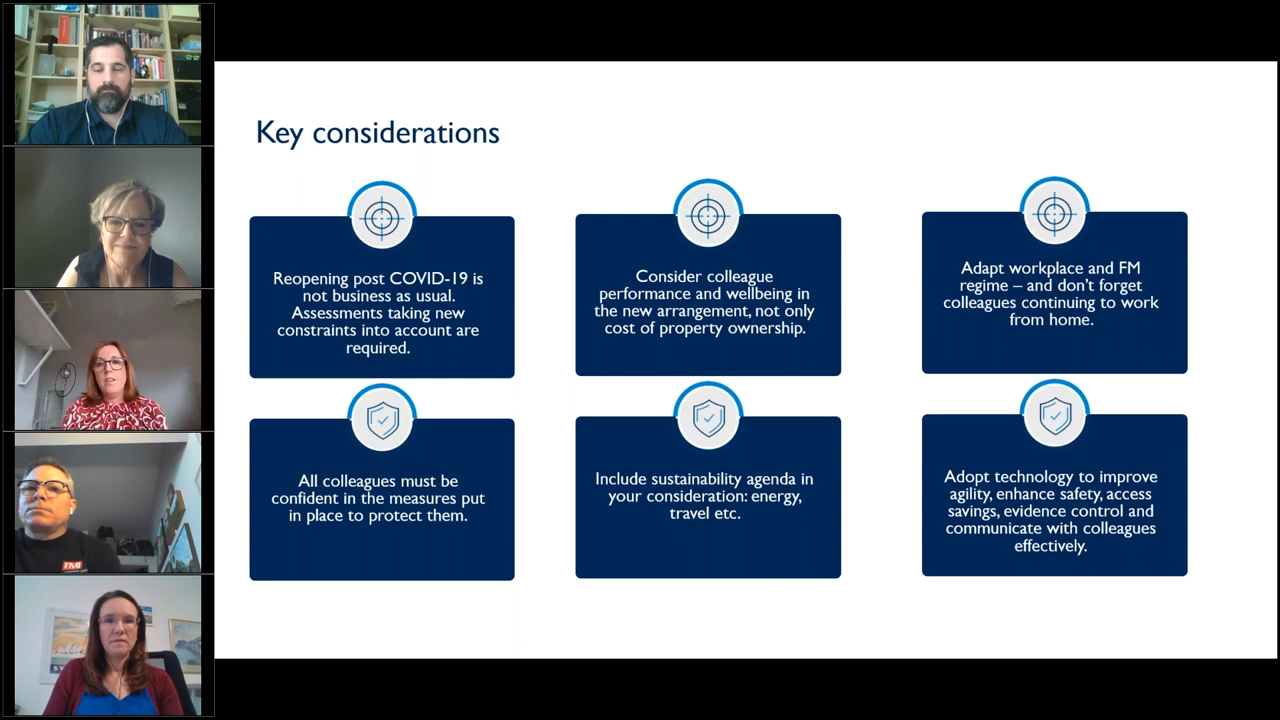 Key considerations
Reopening post COVID-19 is
not business as usual.
Assessments taking new
constraints into account are
required.
Consider colleague
performance and wellbeing in
the new arrangement, not only
cost of property ownership.
Adapt workplace and FM
regime – and don’t forget
colleagues continuing to work
from home.
All colleagues must be
confident in the measures put
in place to protect them.
Include sustainability agenda in
your consideration: energy,
travel etc.
Adopt technology to improve
agility, enhance safety, access
savings, evidence control and
communicate with colleagues
effectively.